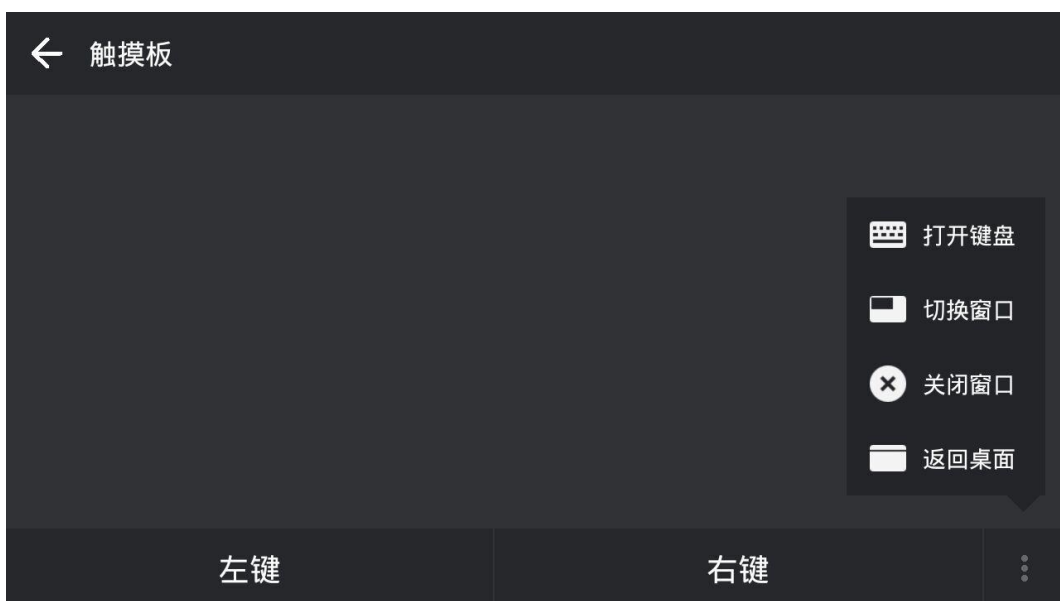 触摸板
打开键盘
切换窗口
关闭窗口
返回桌面
左键
右键